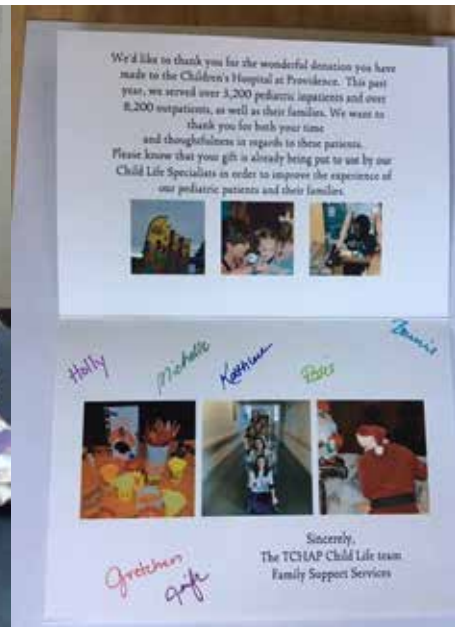 We'd like to thank you for the wonderful donation you have
made to the Children's Hospital at Providence. This past
year, we served over 3,200 pediatric inpatients and over
8,200 outpatients, as well as their families. We want to
thank you for both your time
and thoughtfulness in regards to these patients.
Please know that your gift is already being put to use by our
Child Life Specialists in order to improve the experience of
our pediatric patients and their families.
Holly
Michelle
Gretchen
Sincerely,
The TCHAP Child Life team
Family Support Services